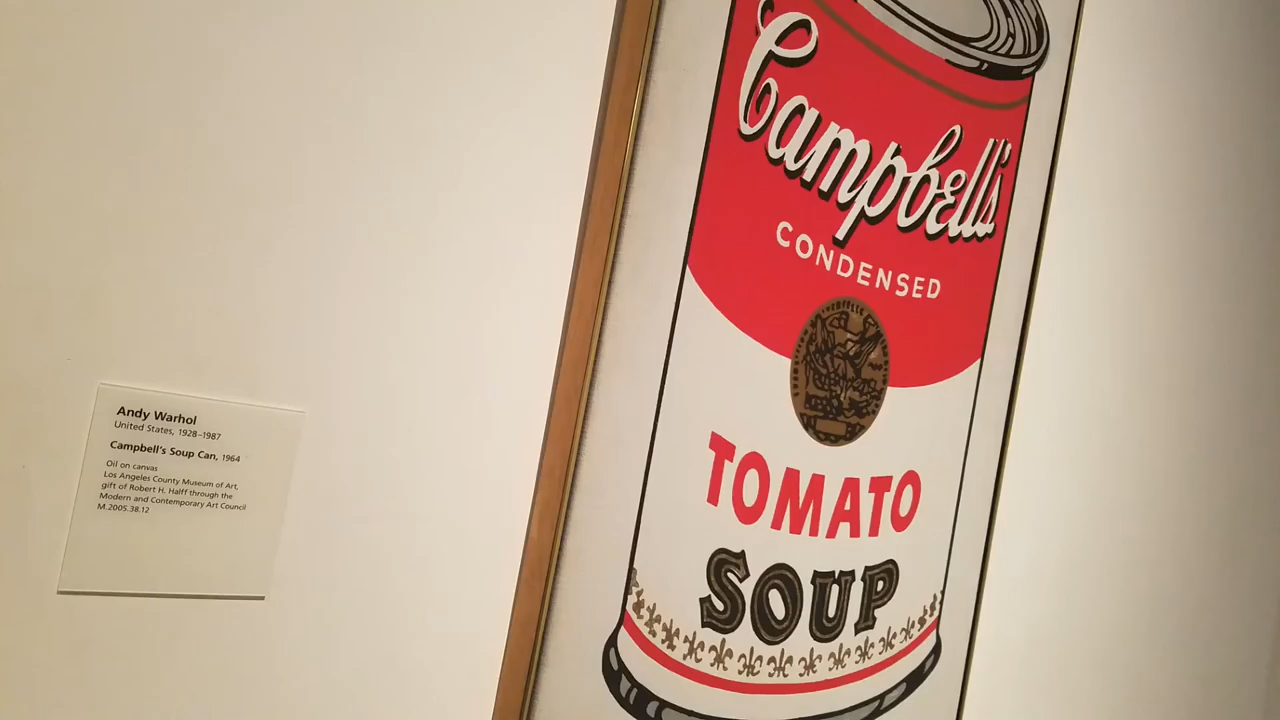 Andy Warhol
United States, 1928–1987
Campbell's Soup Can, 1964
Oil on canvas
Los Angeles County Museum of Art,
gift of Robert H. Halff through the
Modern and Contemporary Art Council
M.2005.38.12
Campbell's
CONDENSED
TOMATO
SOUP